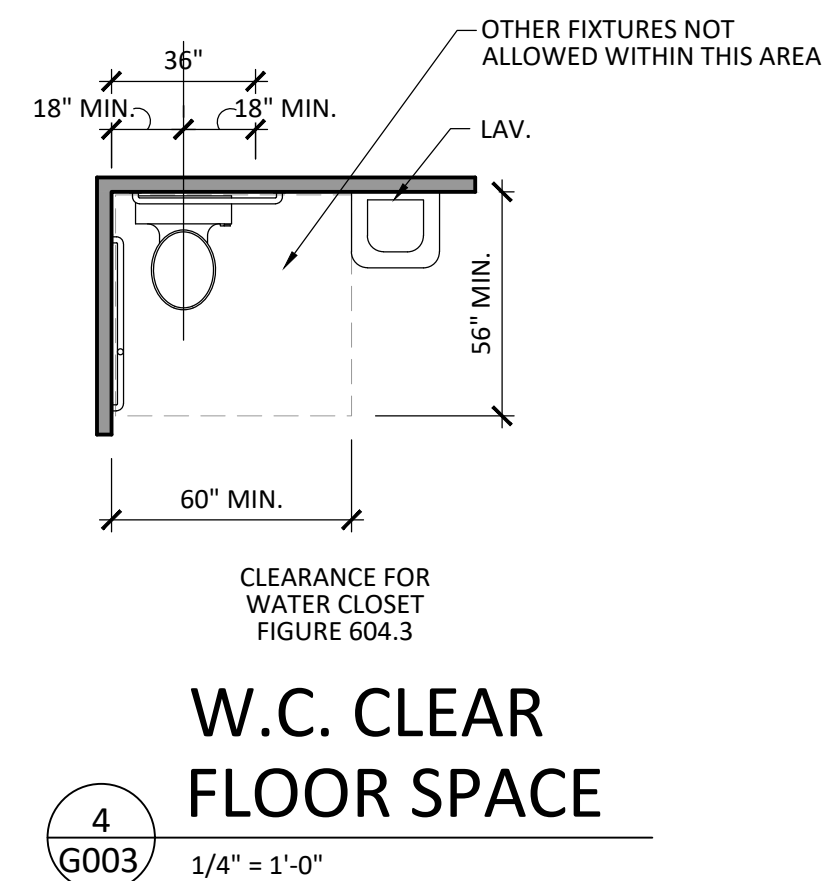 OTHER FIXTURES NOT
ALLOWED WITHIN THIS AREA
36"
18" MIN.
18" MIN.
LAV.
56" MIN.
60" MIN.
CLEARANCE FOR
WATER CLOSET
FIGURE 604.3
W.C. CLEAR
FLOOR SPACE
4
G003
1/4" = 1'-0"